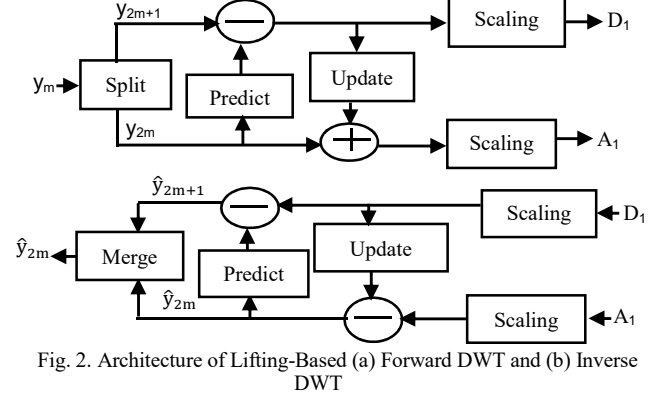 y₂ₘ₊₁
Scaling
D₁
yₘ
Split
Predict
Update
y₂ₘ
Scaling
A₁
ŷ₂ₘ₊₁
Scaling
D₁
ŷ₂ₘ
Merge
Predict
Update
ŷ₂ₘ
Scaling
A₁
Fig. 2. Architecture of Lifting-Based (a) Forward DWT and (b) Inverse
DWT